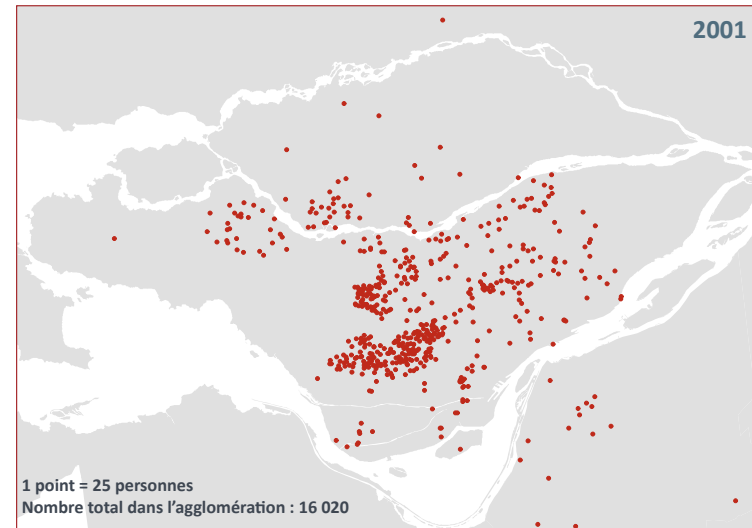 2001
1 point = 25 personnes
Nombre total dans l'agglomération : 16 020